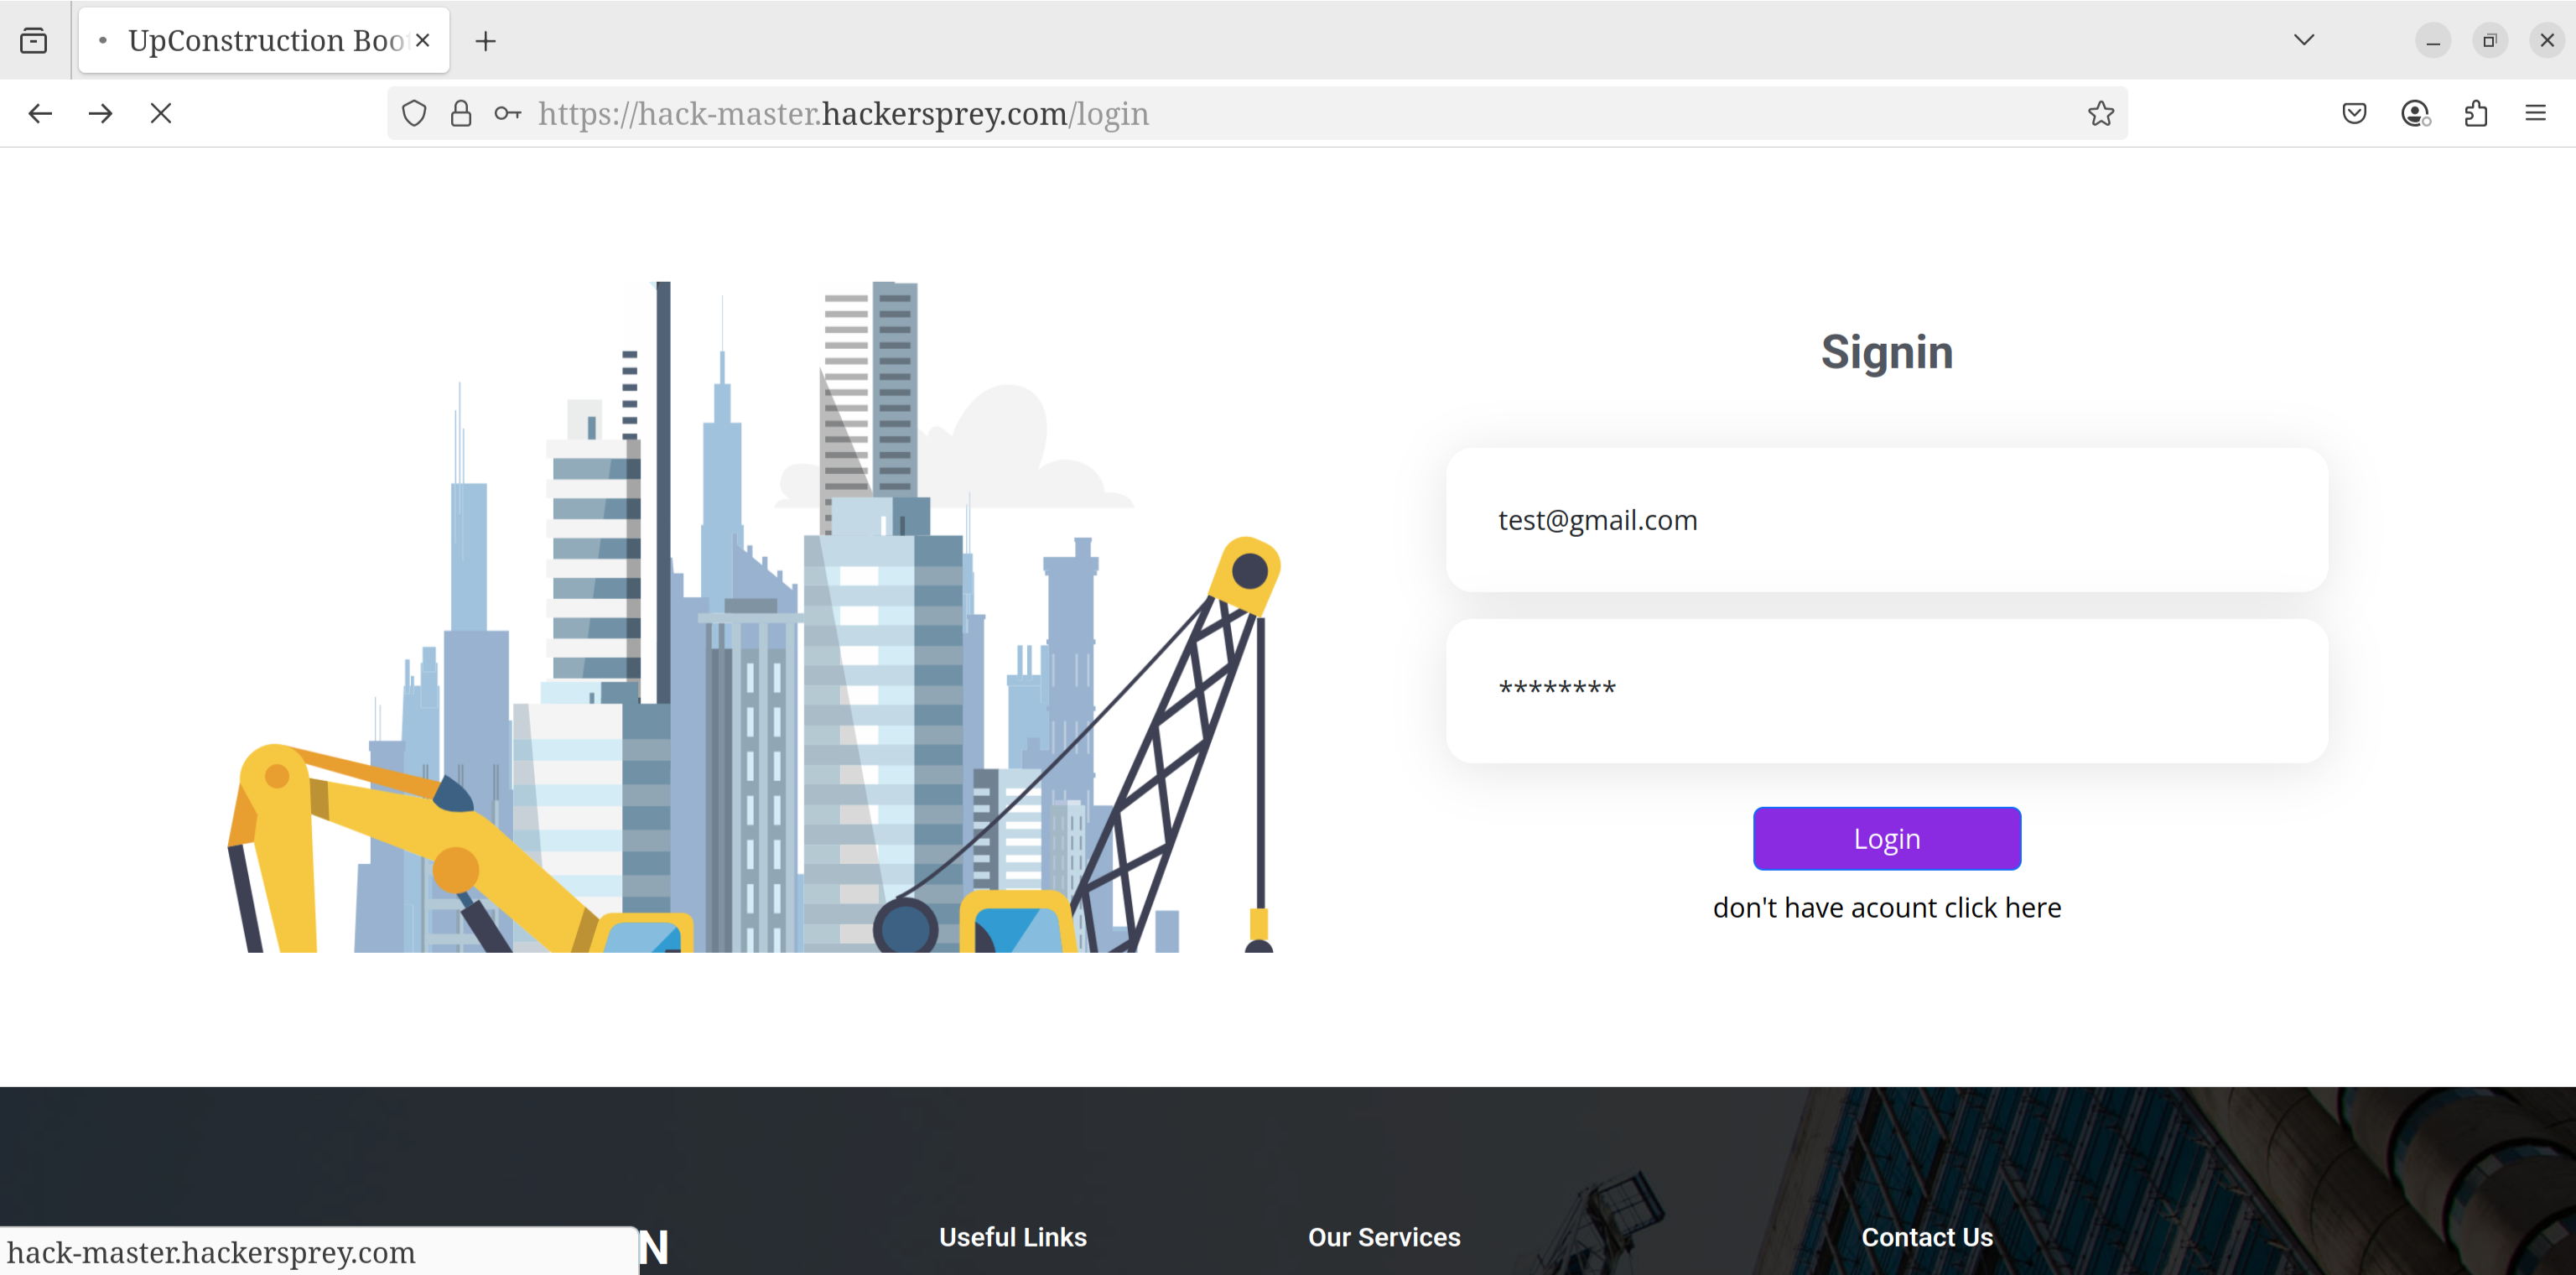 UpConstruction Boo
https://hack-master.hackersprey.com/login
Signin
test@gmail.com
********
Login
don't have acount click here
N
Useful Links
Our Services
Contact Us
hack-master.hackersprey.com